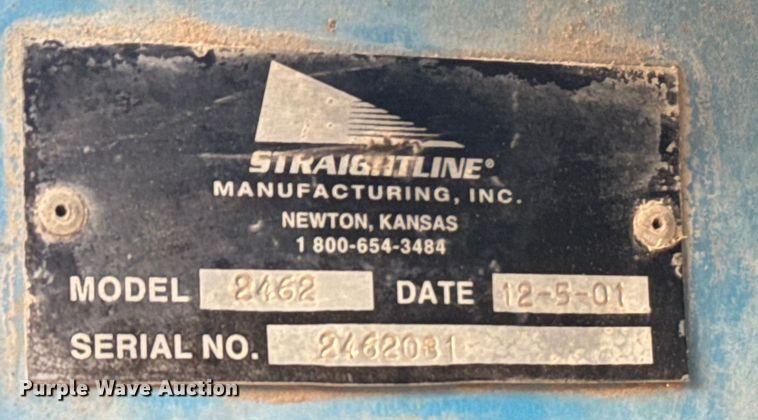 STRAIGHTLINE®
MANUFACTURING, INC.
NEWTON, KANSAS
1 800-654-3484
MODEL 2462 DATE 12-5-01
SERIAL NO. 2462031
Purple Wave Auction